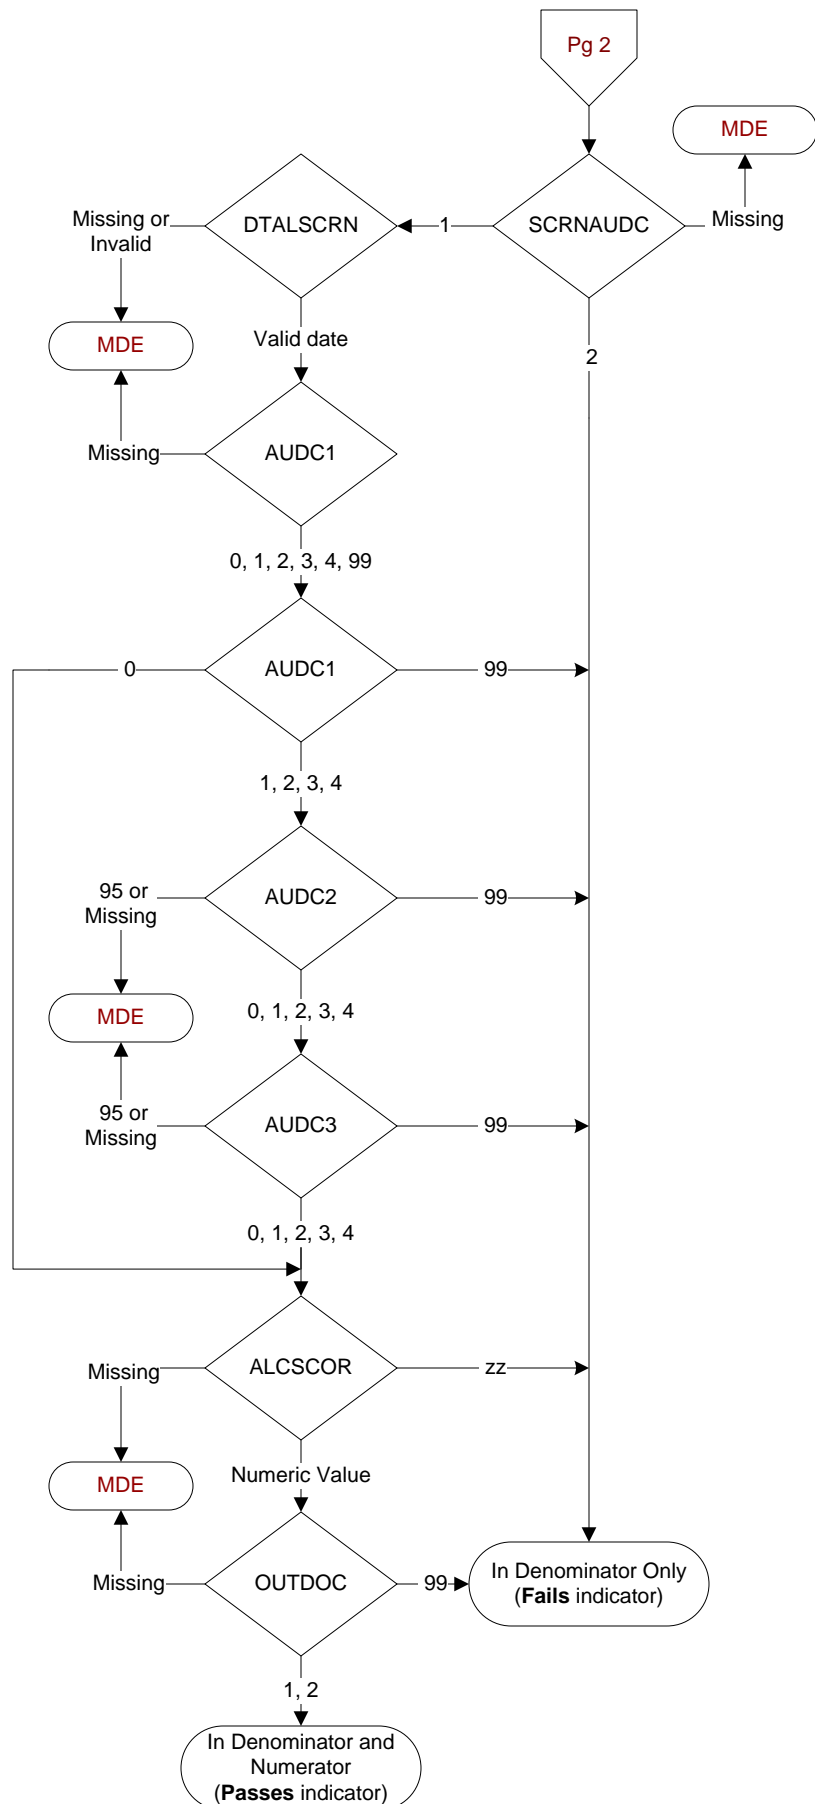 Pg 2
MDE
SCRNAUDC
Missing
1
DTALSCRN
Missing or
Invalid
MDE
Valid date
2
AUDC1
Missing
0, 1, 2, 3, 4, 99
AUDC1
0
99
1, 2, 3, 4
AUDC2
95 or
Missing
99
MDE
0, 1, 2, 3, 4
AUDC3
95 or
Missing
99
0, 1, 2, 3, 4
ALCSCOR
Missing
zz
MDE
Numeric Value
OUTDOC
Missing
99
In Denominator Only
(Fails indicator)
1, 2
In Denominator and
Numerator
(Passes indicator)